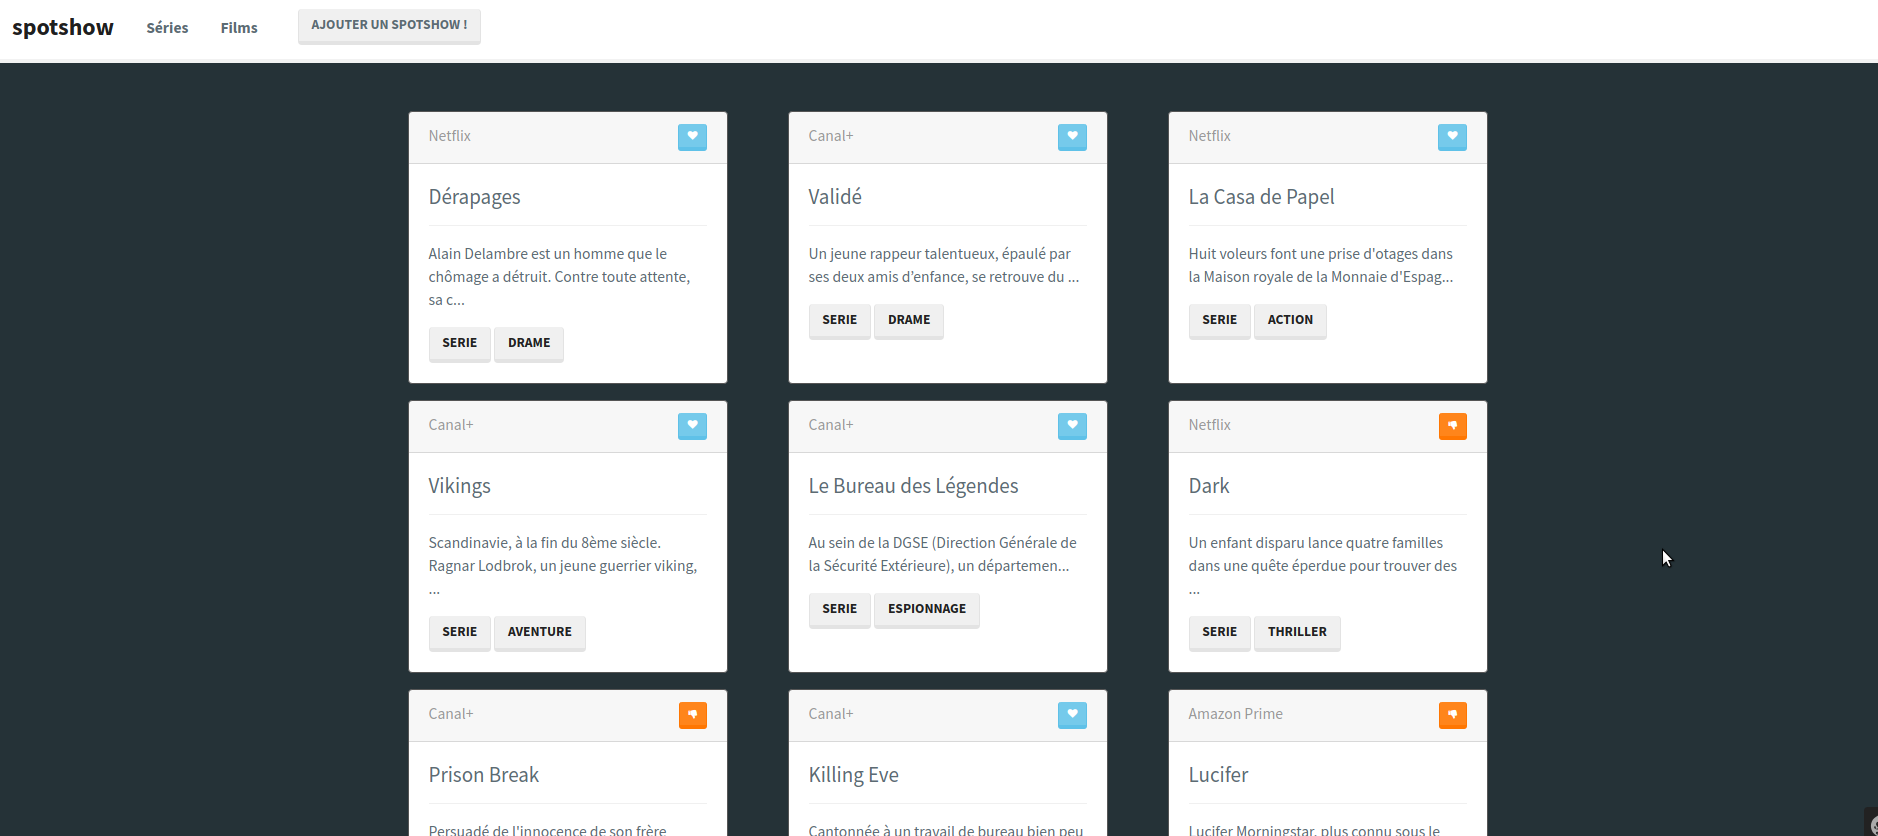 spotshow Séries Films AJOUTER UN SPOTSHOW !
Netflix
Dérapages
Alain Delambre est un homme que le
chômage a détruit. Contre toute attente,
sa c...
SERIE DRAME
Canal+
Validé
Un jeune rappeur talentueux, épaulé par
ses deux amis d’enfance, se retrouve du ...
SERIE DRAME
Netflix
La Casa de Papel
Huit voleurs font une prise d'otages dans
la Maison royale de la Monnaie d'Espag...
SERIE ACTION
Canal+
Vikings
Scandinavie, à la fin du 8ème siècle.
Ragnar Lodbrok, un jeune guerrier viking,
...
SERIE AVENTURE
Canal+
Le Bureau des Légendes
Au sein de la DGSE (Direction Générale de
la Sécurité Extérieure), un départemen...
SERIE ESPIONNAGE
Netflix
Dark
Un enfant disparu lance quatre familles
dans une quête éperdue pour trouver des
...
SERIE THRILLER
Canal+
Prison Break
Persuadé de l'innocence de son frère
Canal+
Killing Eve
Cantonnée à un travail de bureau bien peu
Amazon Prime
Lucifer
Lucifer Morningstar, plus connu sous le